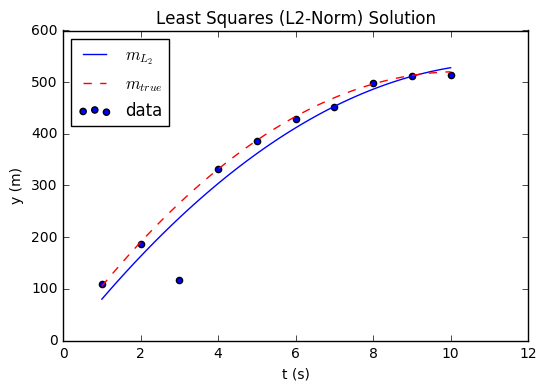 Least Squares (L2-Norm) Solution
600
500
400
300
200
100
0
y (m)
m_{L_2}
m_{true}
data
0 2 4 6 8 10 12
t (s)